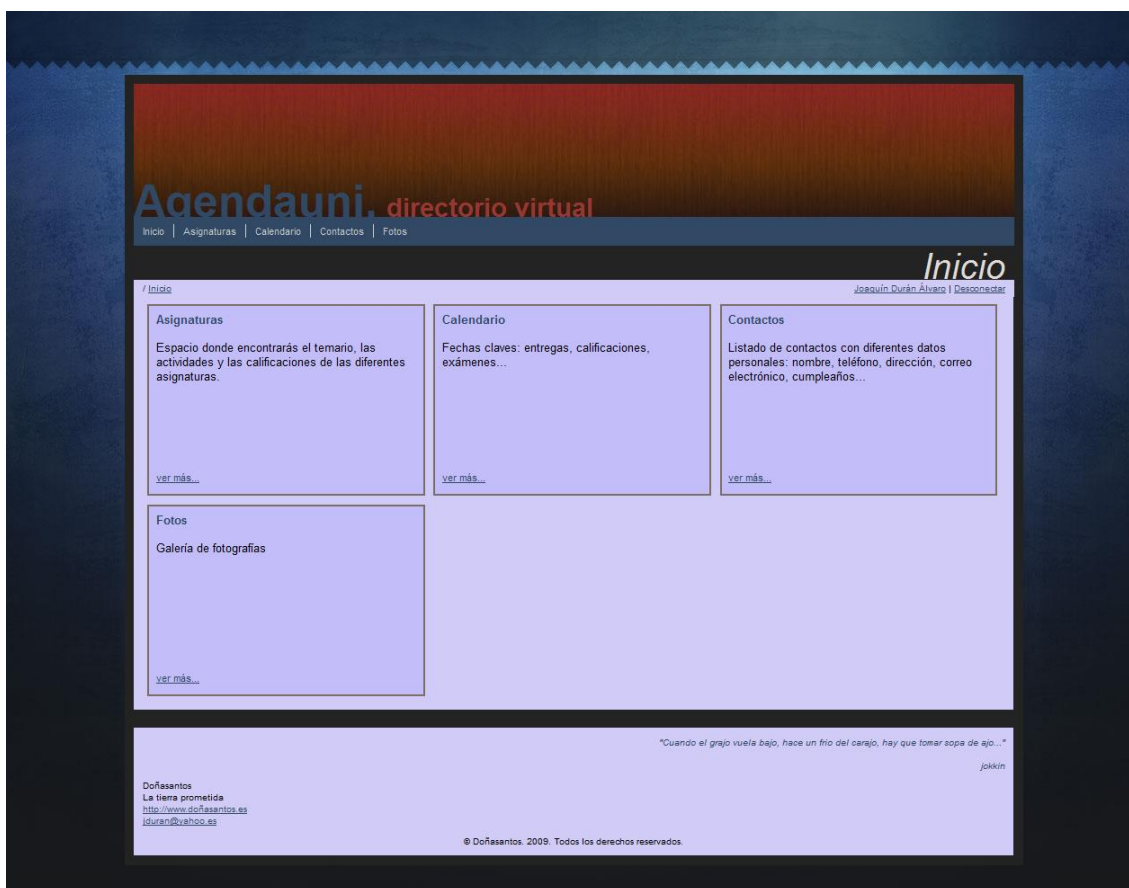 Agendauni. directorio virtual
Inicio | Asignaturas | Calendario | Contactos | Fotos
Inicio
/ Inicio
Joaquín Durán Álvaro | Desconectar
Asignaturas
Espacio donde encontrarás el temario, las
actividades y las calificaciones de las diferentes
asignaturas.
ver más...
Calendario
Fechas claves: entregas, calificaciones,
exámenes...
ver más...
Contactos
Listado de contactos con diferentes datos
personales: nombre, teléfono, dirección, correo
electrónico, cumpleaños...
ver más...
Fotos
Galería de fotografías
ver más...
"Cuando el grajo vuela bajo, hace un frio del carajo, hay que tomar sopa de ajo..."
jokkin
Doñasantos
La tierra prometida
http://www.doñasantos.es
jduran@yahoo.es
© Doñasantos. 2009. Todos los derechos reservados.